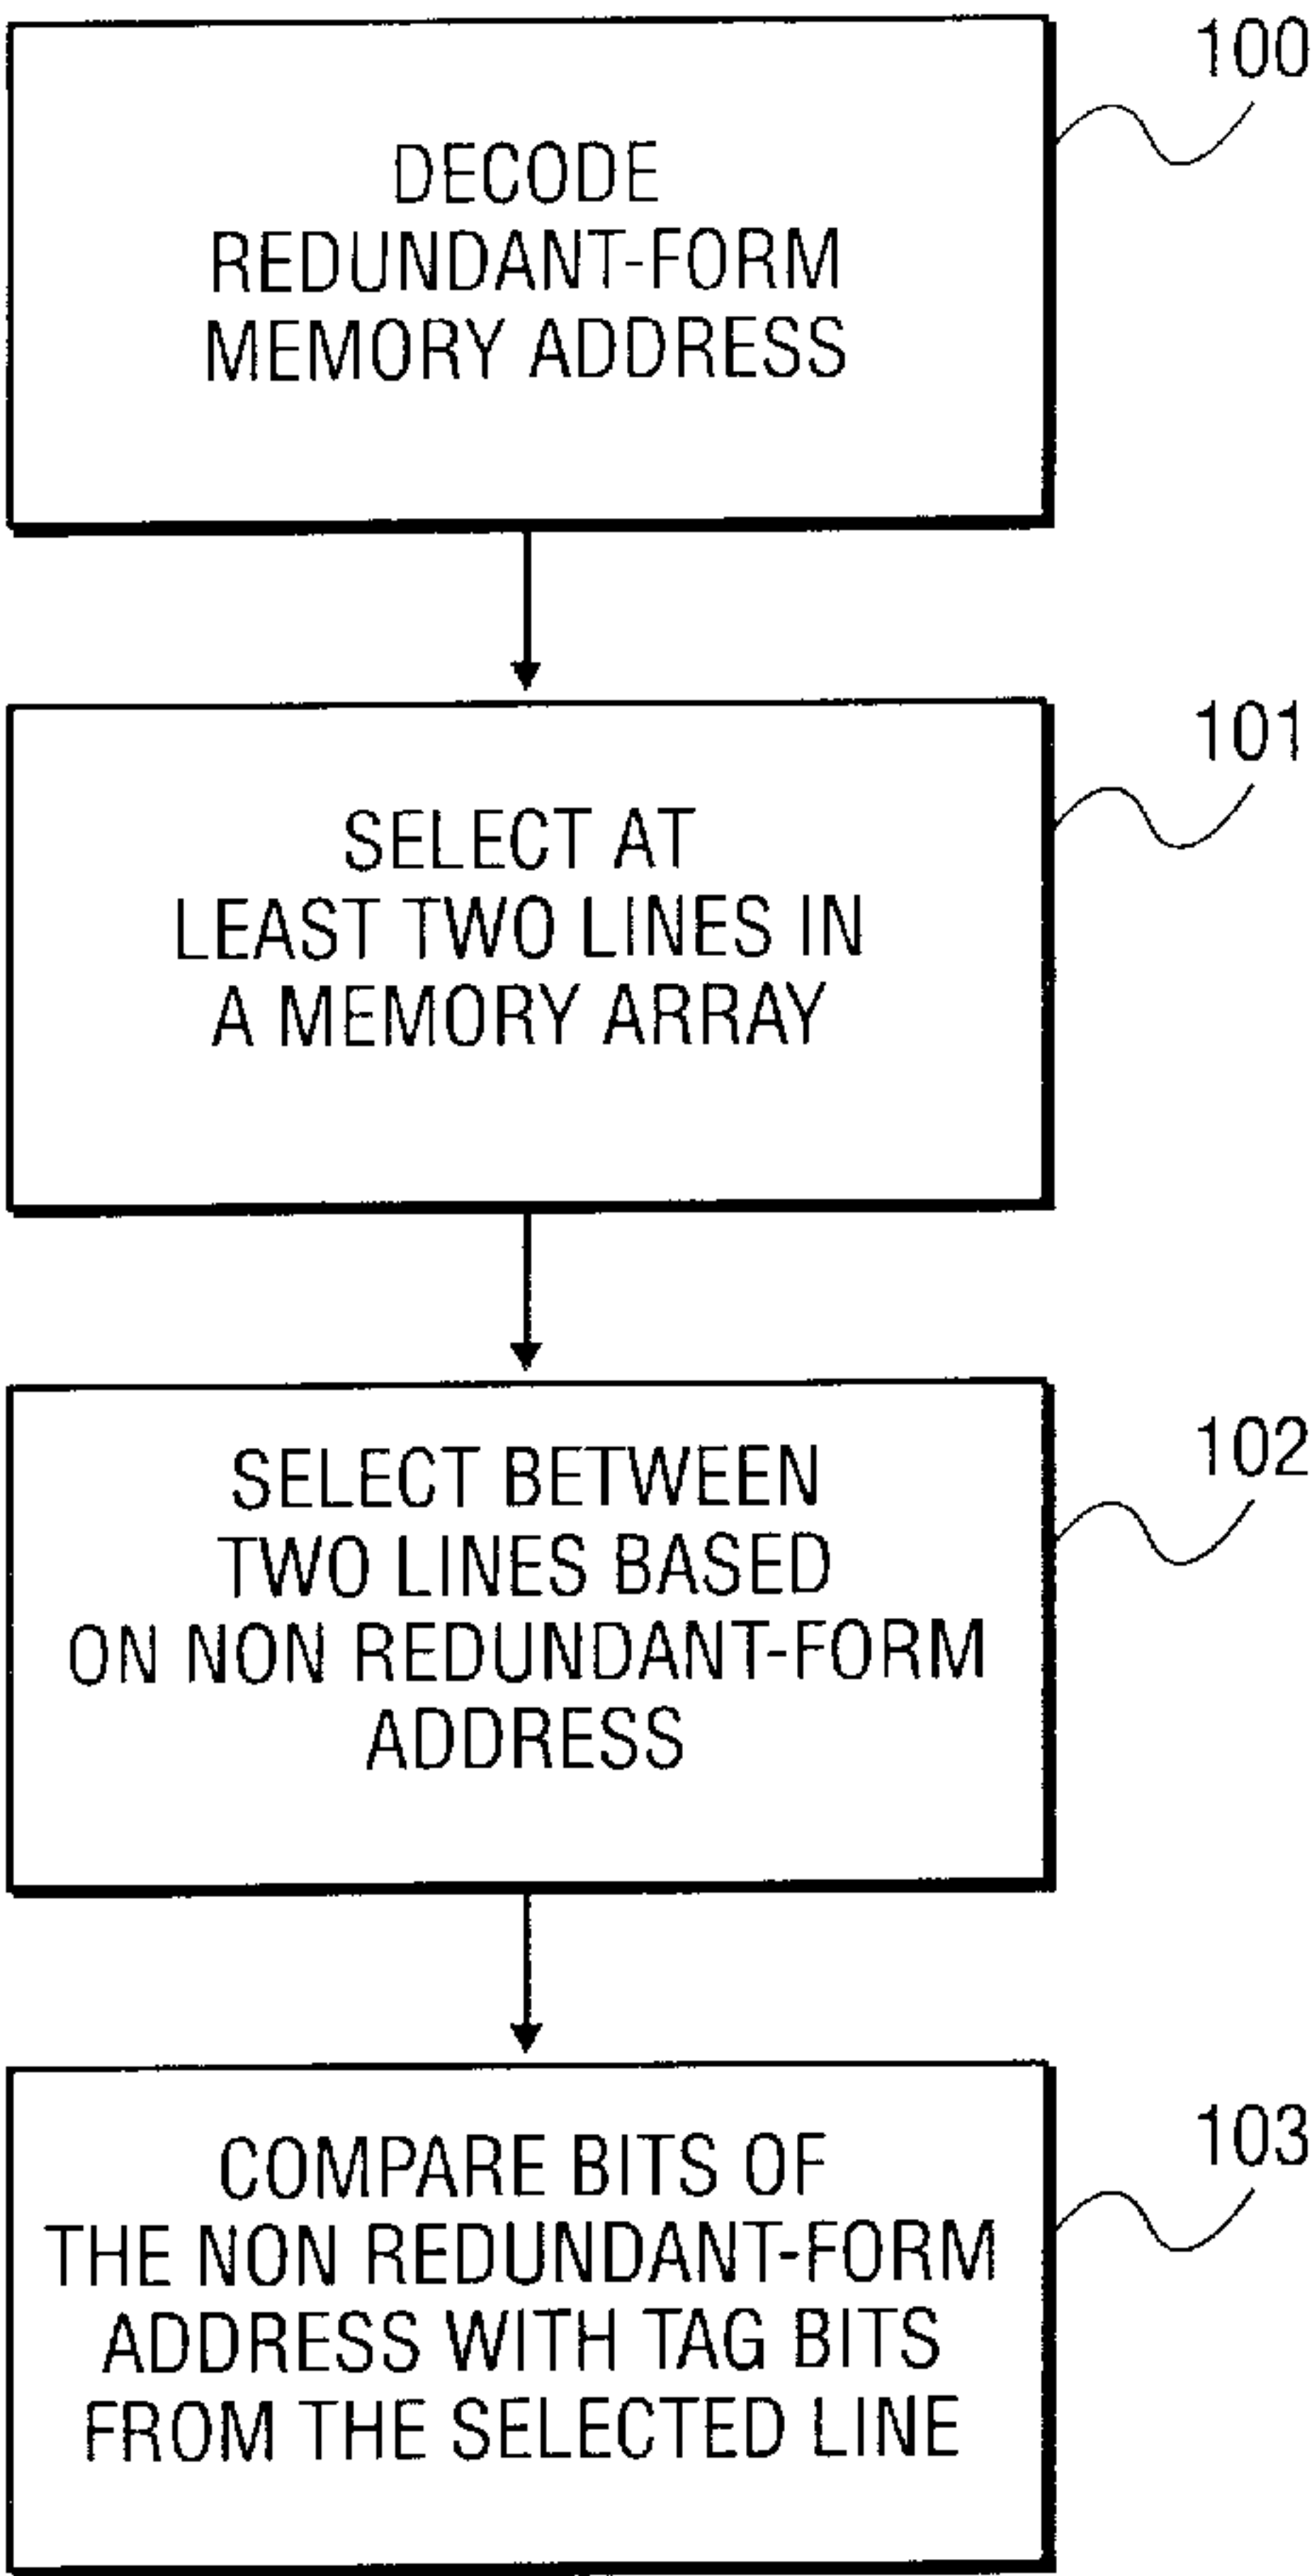 100
DECODE
REDUNDANT-FORM
MEMORY ADDRESS
101
SELECT AT
LEAST TWO LINES IN
A MEMORY ARRAY
102
SELECT BETWEEN
TWO LINES BASED
ON NON REDUNDANT-FORM
ADDRESS
103
COMPARE BITS OF
THE NON REDUNDANT-FORM
ADDRESS WITH TAG BITS
FROM THE SELECTED LINE